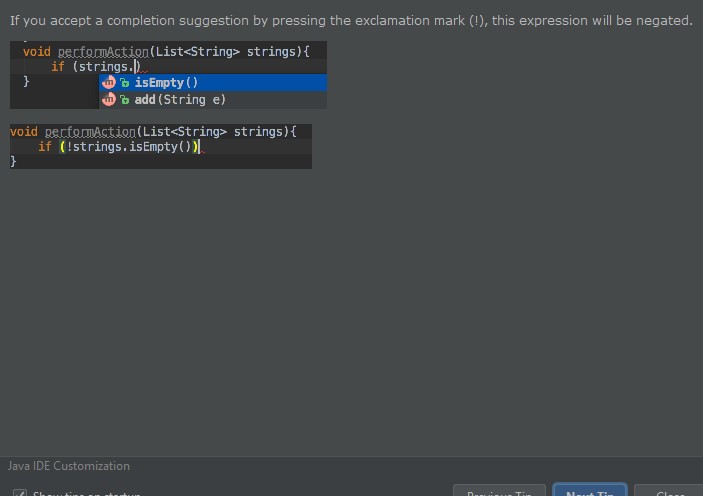 If you accept a completion suggestion by pressing the exclamation mark (!), this expression will be negated.
void performAction(List<String> strings){
if (strings.)
}
isEmpty()
add(String e)
void performAction(List<String> strings){
if (!strings.isEmpty())
}
Java IDE Customization
Show tips on startup
Previous Tip
Next Tip
Close